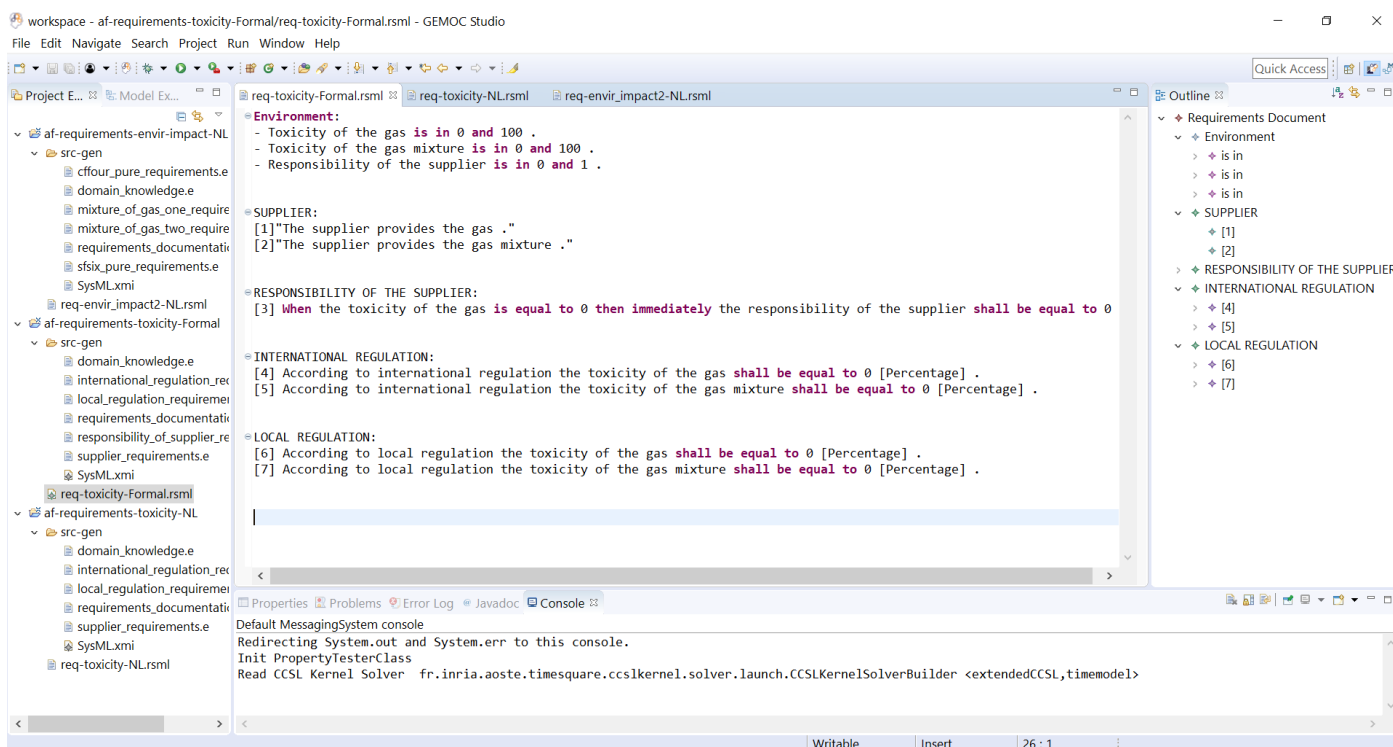 workspace - af-requirements-toxicity-Formal/req-toxicity-Formal.rsml - GEMOC Studio
File Edit Navigate Search Project Run Window Help
Quick Access
Project E... Model Ex...
af-requirements-envir-impact-NL
src-gen
cffour_pure_requirements.e
domain_knowledge.e
mixture_of_gas_one_require
mixture_of_gas_two_require
requirements_documentati
sfsix_pure_requirements.e
SysML.xmi
req-envir_impact2-NL.rsml
af-requirements-toxicity-Formal
src-gen
domain_knowledge.e
international_regulation_rec
local_regulation_requiremen
requirements_documentati
responsibility_of_supplier_re
supplier_requirements.e
SysML.xmi
req-toxicity-Formal.rsml
af-requirements-toxicity-NL
src-gen
domain_knowledge.e
international_regulation_rec
local_regulation_requiremen
requirements_documentati
supplier_requirements.e
SysML.xmi
req-toxicity-NL.rsml
req-toxicity-Formal.rsml req-toxicity-NL.rsml req-envir_impact2-NL.rsml
Environment:
- Toxicity of the gas is in 0 and 100 .
- Toxicity of the gas mixture is in 0 and 100 .
- Responsibility of the supplier is in 0 and 1 .
SUPPLIER:
[1]"The supplier provides the gas ."
[2]"The supplier provides the gas mixture ."
RESPONSIBILITY OF THE SUPPLIER:
[3] When the toxicity of the gas is equal to 0 then immediately the responsibility of the supplier shall be equal to 0
INTERNATIONAL REGULATION:
[4] According to international regulation the toxicity of the gas shall be equal to 0 [Percentage] .
[5] According to international regulation the toxicity of the gas mixture shall be equal to 0 [Percentage] .
LOCAL REGULATION:
[6] According to local regulation the toxicity of the gas shall be equal to 0 [Percentage] .
[7] According to local regulation the toxicity of the gas mixture shall be equal to 0 [Percentage] .
Outline
Requirements Document
Environment
is in
is in
is in
SUPPLIER
[1]
[2]
RESPONSIBILITY OF THE SUPPLIER
INTERNATIONAL REGULATION
[4]
[5]
LOCAL REGULATION
[6]
[7]
Properties Problems Error Log Javadoc Console
Default MessagingSystem console
Redirecting System.out and System.err to this console.
Init PropertyTesterClass
Read CCSL Kernel Solver fr.inria.aoste.timesquare.ccslkernel.solver.launch.CCSLKernelSolverBuilder <extendedCCSL,timemodel>
Writable Insert 26 : 1